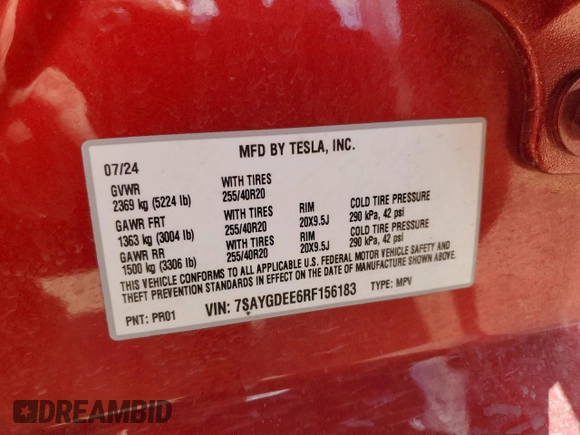 MFD BY TESLA, INC.
07/24
GVWR WITH TIRES
2369 kg (5224 lb) 255/40R20
GAWR FRT WITH TIRES RIM COLD TIRE PRESSURE
1363 kg (3004 lb) 255/40R20 20X9.5J 290 kPa, 42 psi
GAWR RR WITH TIRES RIM COLD TIRE PRESSURE
1500 kg (3306 lb) 255/40R20 20X9.5J 290 kPa, 42 psi
THIS VEHICLE CONFORMS TO ALL APPLICABLE U.S. FEDERAL MOTOR VEHICLE SAFETY AND
THEFT PREVENTION STANDARDS IN EFFECT ON THE DATE OF MANUFACTURE SHOWN ABOVE.
PNT: PR01 VIN: 7SAYGDEE6RF156183 TYPE: MPV
DREAMBID